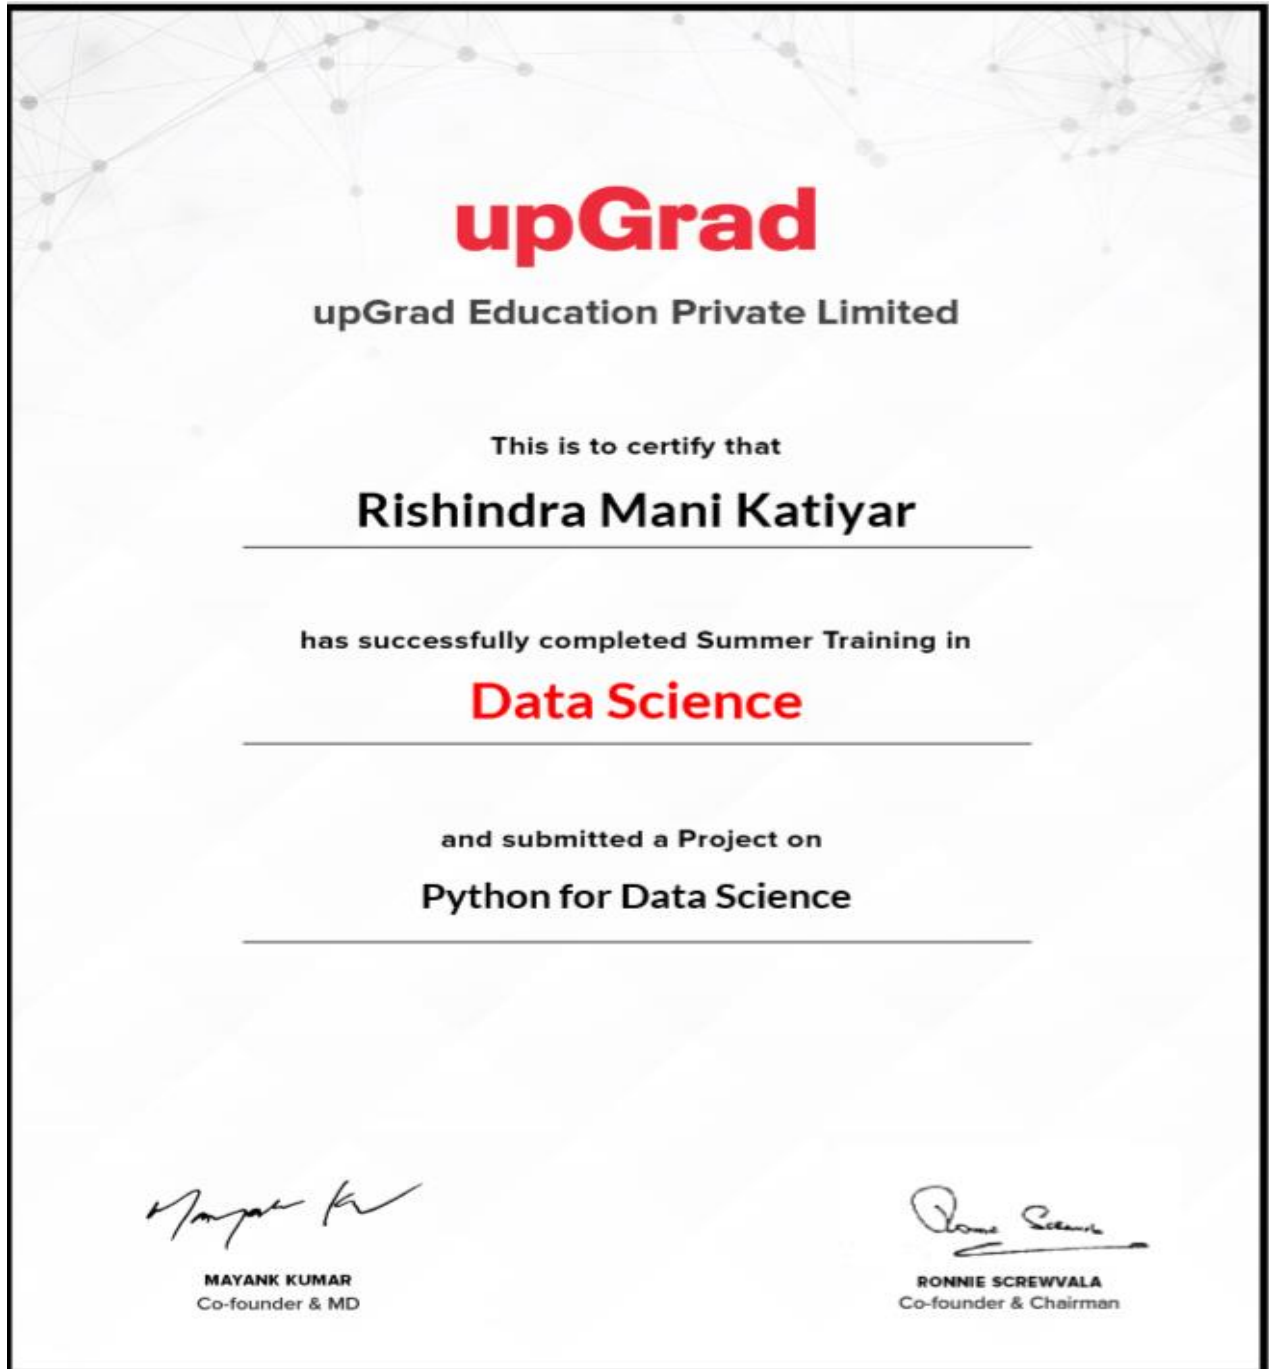 upGrad
upGrad Education Private Limited
This is to certify that
Rishindra Mani Katiyar
has successfully completed Summer Training in
Data Science
and submitted a Project on
Python for Data Science
MAYANK KUMAR
Co-founder & MD
RONNIE SCREWVALA
Co-founder & Chairman